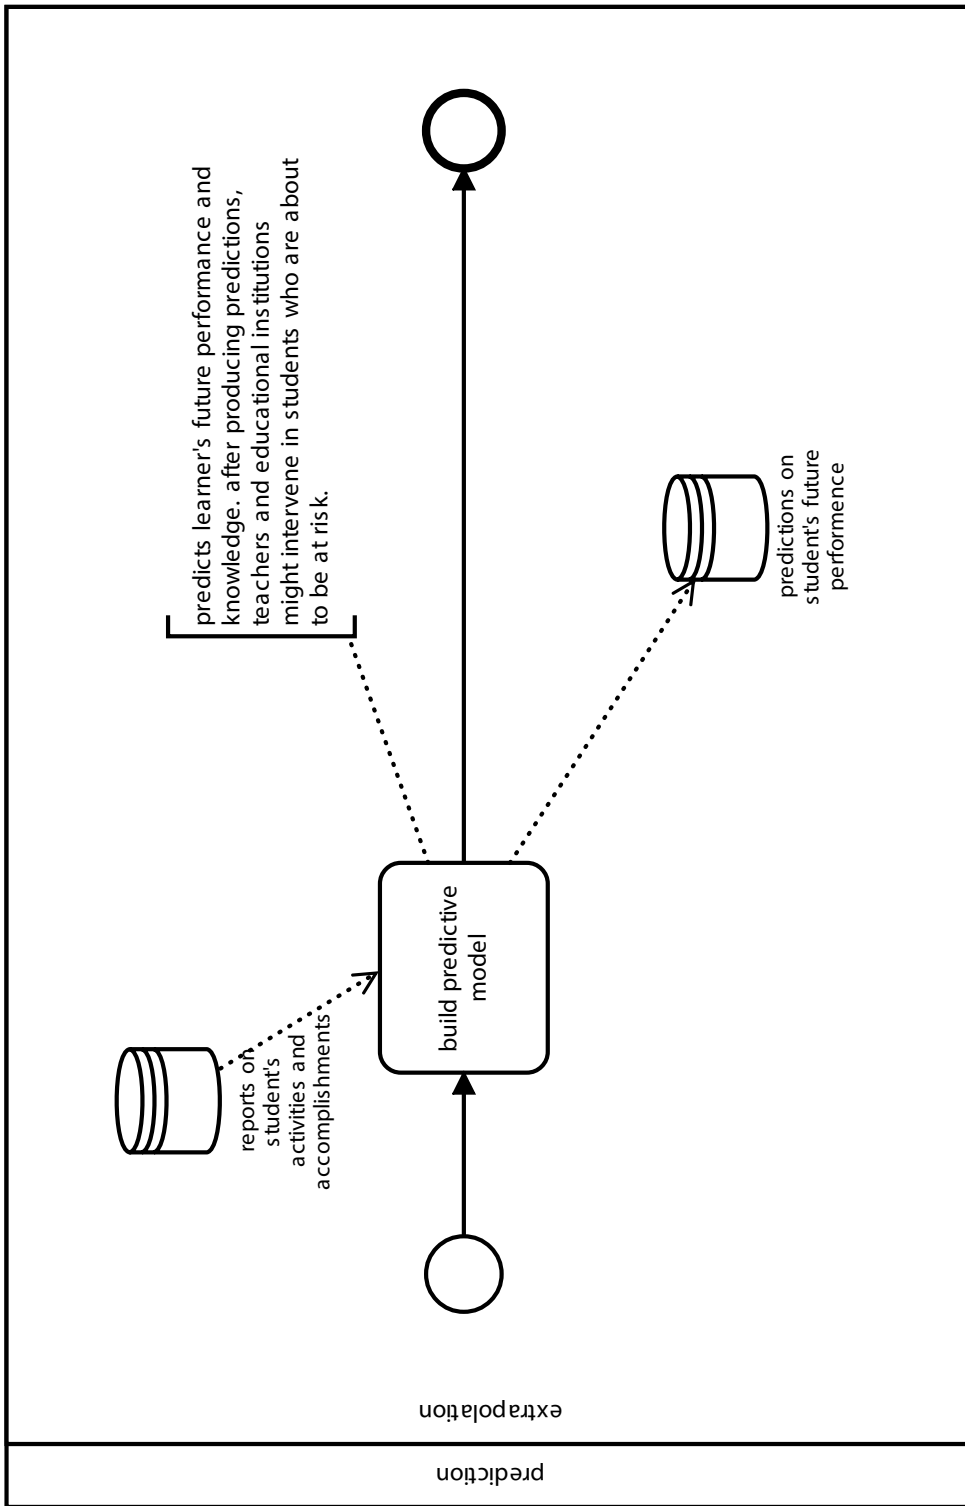 prediction
extrapolation
reports on
student's
activities and
accomplishments
build predictive
model
predicts learner's future performance and
knowledge. after producing predictions,
teachers and educational institutions
might intervene in students who are about
to be at risk.
predictions on
student's future
performence